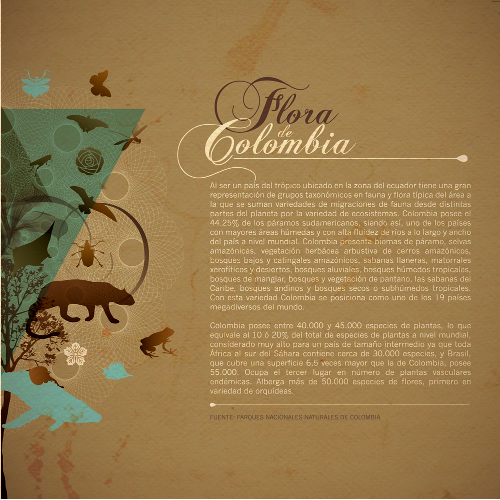 Flora
de
Colombia
Al ser un país del trópico ubicado en la zona del ecuador tiene una gran
representación de grupos taxonómicos en fauna y flora típica del área a
la que se suman variedades de migraciones de fauna desde distintas
partes del planeta por la variedad de ecosistemas. Colombia posee el
44.25% de los páramos sudamericanos, siendo así, uno de los países
con mayores áreas húmedas y con alta fluidez de ríos a lo largo y ancho
del país a nivel mundial. Colombia presenta biomas de páramo, selvas
amazónicas, vegetación herbácea arbustiva de cerros amazónicos,
bosques bajos y catingales amazónicos, sabanas llaneras, matorrales
xerofíticos y desiertos, bosques aluviales, bosques húmedos tropicales,
bosques de manglar, bosques y vegetación de pantano, las sabanas del
Caribe, bosques andinos y bosques secos o subhúmedos tropicales.
Con esta variedad Colombia se posiciona como uno de los 19 países
megadiversos del mundo.
Colombia posee entre 40.000 y 45.000 especies de plantas, lo que
equivale al 10 ó 20% del total de especies de plantas a nivel mundial,
considerado muy alto para un país de tamaño intermedio ya que toda
África al sur del Sáhara contiene cerca de 30.000 especies, y Brasil,
que cubre una superficie 6,5 veces mayor que la de Colombia, posee
55.000. Ocupa el tercer lugar en número de plantas vasculares
endémicas. Alberga más de 50.000 especies de flores, primero en
variedad de orquídeas.
FUENTE: PARQUES NACIONALES NATURALES DE COLOMBIA